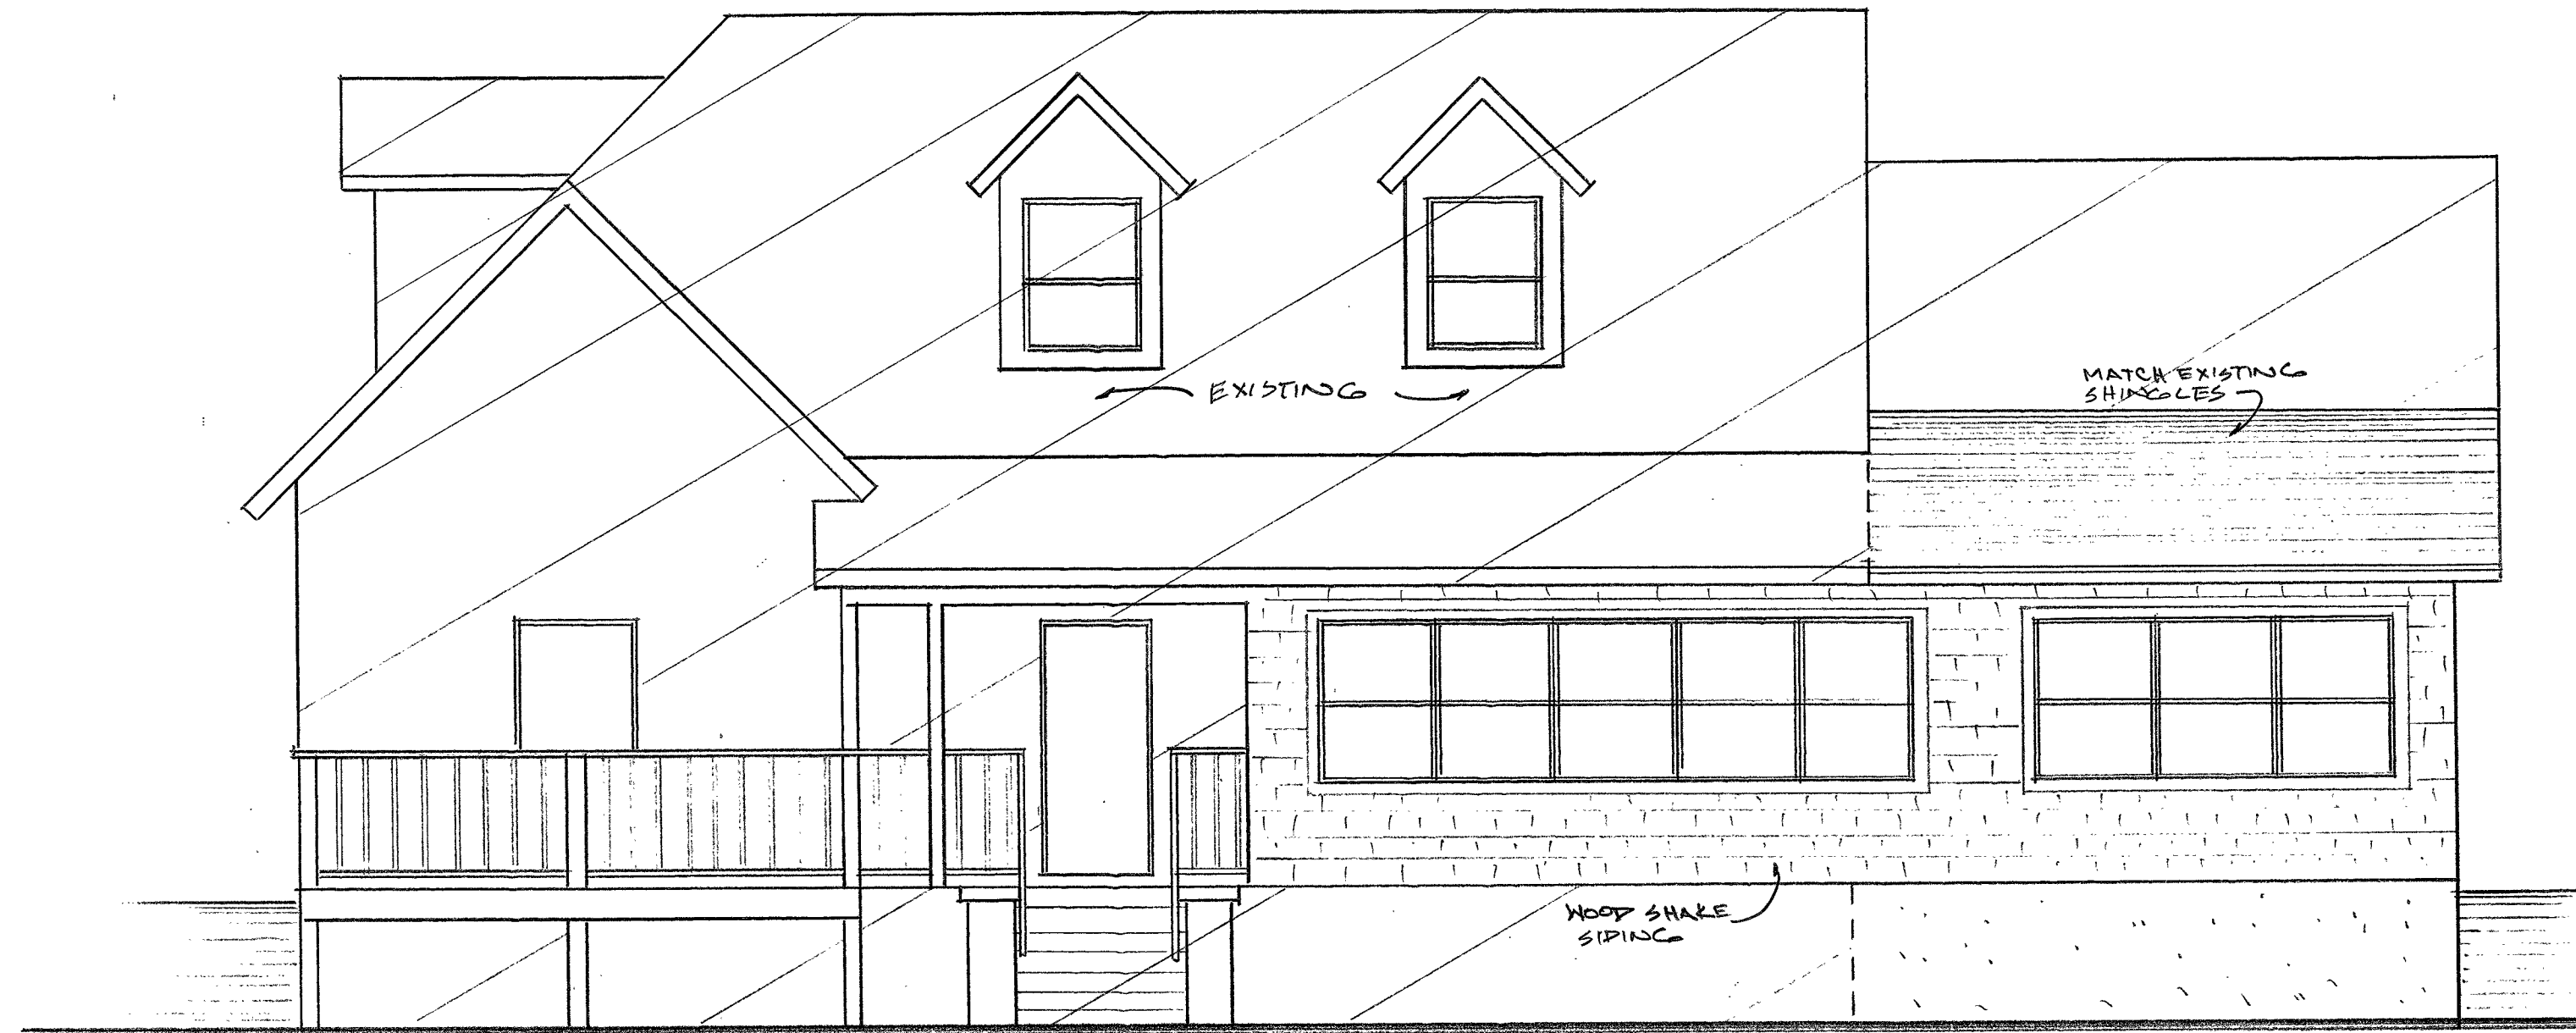 EXISTING
MATCH EXISTING
SHINGLES
WOOD SHAKE
SIDING